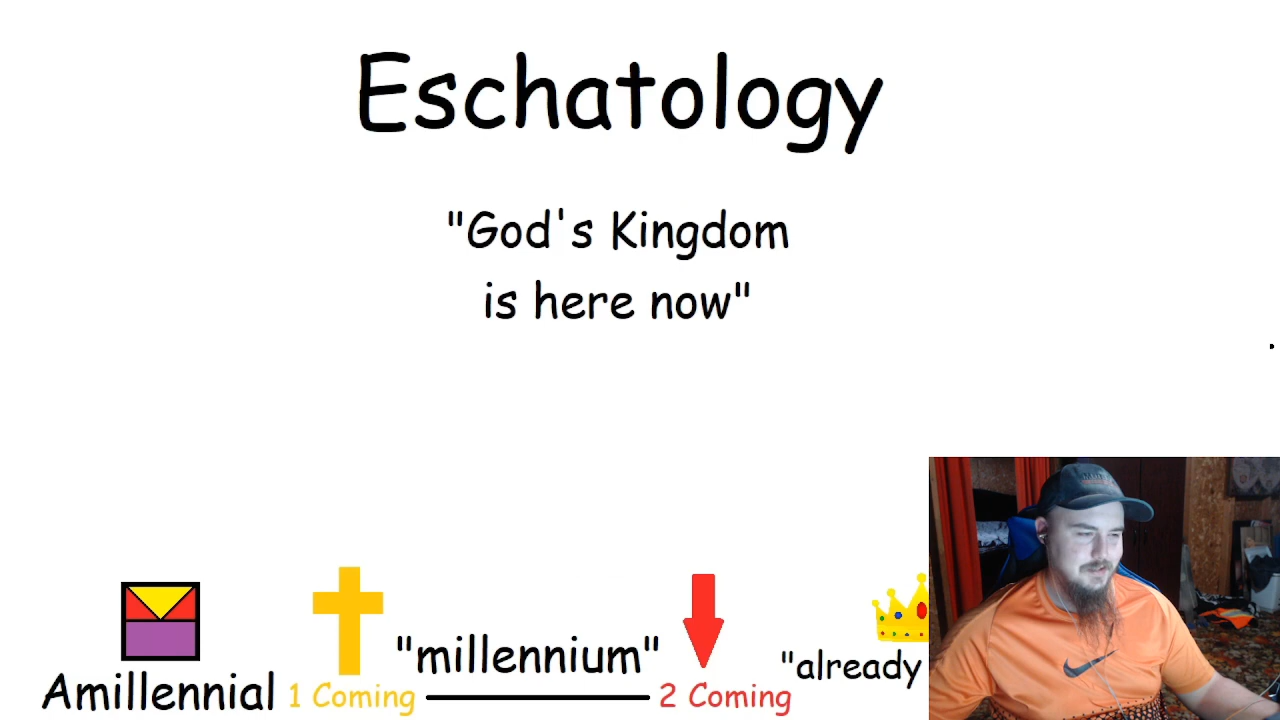 Eschatology
"God's Kingdom
is here now"
"millennium"
"already
Amillennial 1 Coming 2 Coming